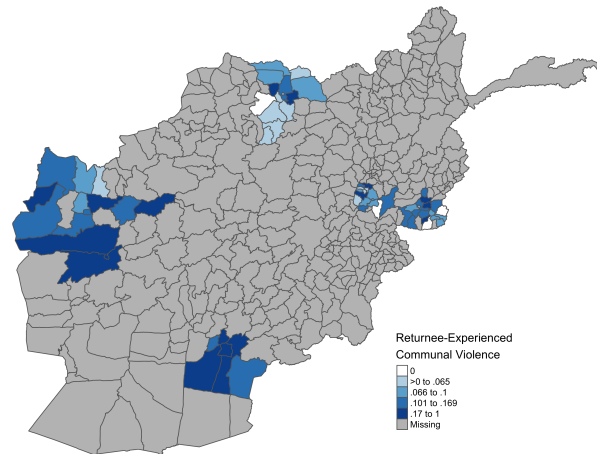 Returnee-Experienced
Communal Violence
0
>0 to .065
.066 to .1
.101 to .169
.17 to 1
Missing